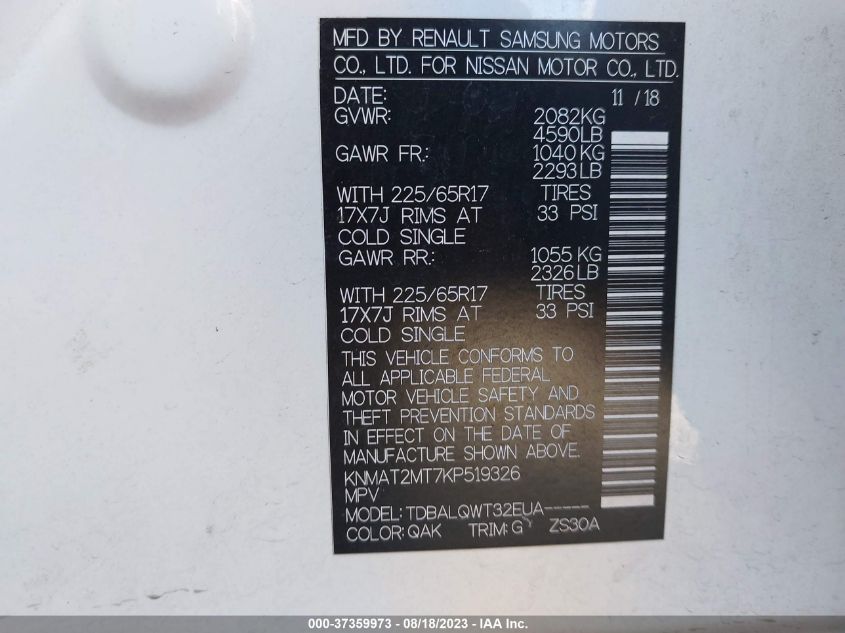 MFD BY RENAULT SAMSUNG MOTORS
CO., LTD. FOR NISSAN MOTOR CO., LTD.
DATE: 11 / 18
GVWR: 2082KG
4590LB
GAWR FR.: 1040 KG
2293LB
WITH 225/65R17 TIRES
17X7J RIMS AT 33 PSI
COLD SINGLE
GAWR RR.: 1055 KG
2326LB
WITH 225/65R17 TIRES
17X7J RIMS AT 33 PSI
COLD SINGLE
THIS VEHICLE CONFORMS TO
ALL APPLICABLE FEDERAL
MOTOR VEHICLE SAFETY AND
THEFT PREVENTION STANDARDS
IN EFFECT ON THE DATE OF
MANUFACTURE SHOWN ABOVE.
KNMAT2MT7KP519326
MPV
MODEL: TDBALQWT32EUA-----
COLOR: QAK TRIM: G ZS30A
000-37359973 - 08/18/2023 - Copyright IAA, Inc.